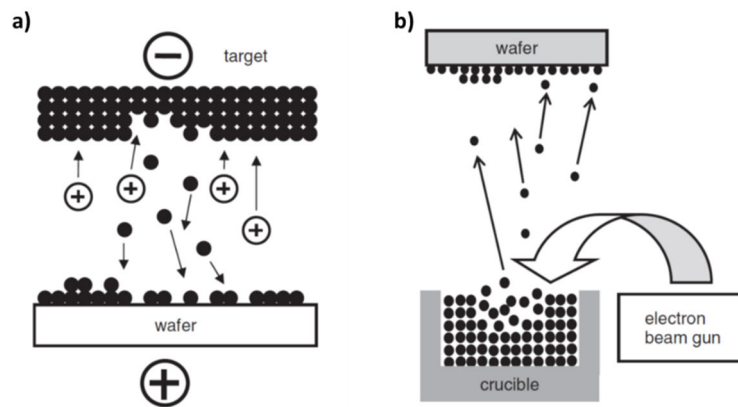 a)
−
target
+
+
+
+
wafer
+
b)
wafer
electron
beam gun
crucible